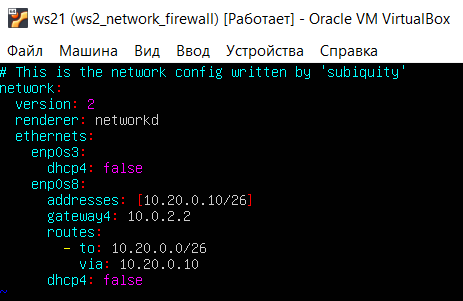 ws21 (ws2_network_firewall) [Работает] - Oracle VM VirtualBox
Файл Машина Вид Ввод Устройства Справка
# This is the network config written by 'subiquity'
network:
  version: 2
  renderer: networkd
  ethernets:
    enp0s3:
      dhcp4: false
    enp0s8:
      addresses: [10.20.0.10/26]
      gateway4: 10.0.2.2
      routes:
        - to: 10.20.0.0/26
          via: 10.20.0.10
      dhcp4: false
~